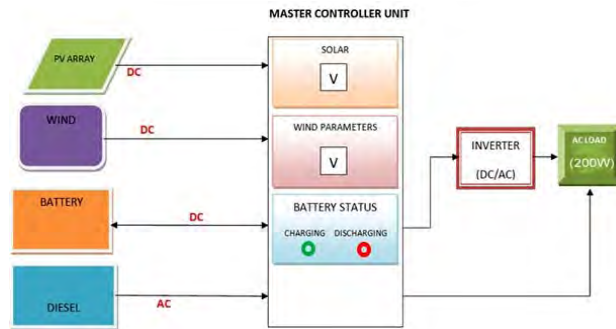 MASTER CONTROLLER UNIT
PV ARRAY
DC
SOLAR
V
WIND
DC
WIND PARAMETERS
V
INVERTER
(DC/AC)
AC LOAD
(200W)
BATTERY
DC
BATTERY STATUS
CHARGING DISCHARGING
DIESEL
AC